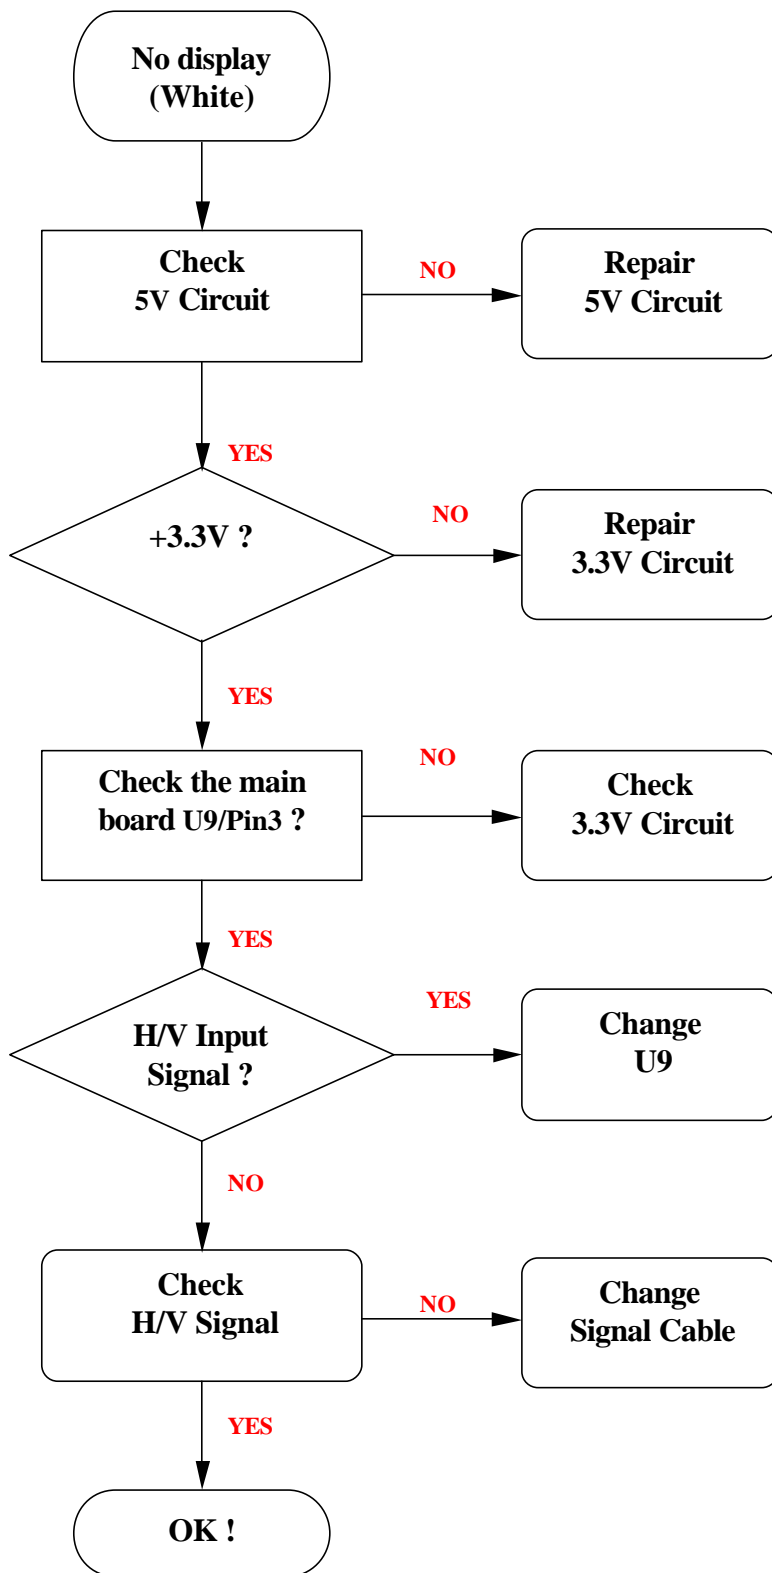 No display
(White)
Check
5V Circuit
NO
Repair
5V Circuit
YES
+3.3V ?
NO
Repair
3.3V Circuit
YES
Check the main
board U9/Pin3 ?
NO
Check
3.3V Circuit
YES
H/V Input
Signal ?
YES
Change
U9
NO
Check
H/V Signal
NO
Change
Signal Cable
YES
OK !